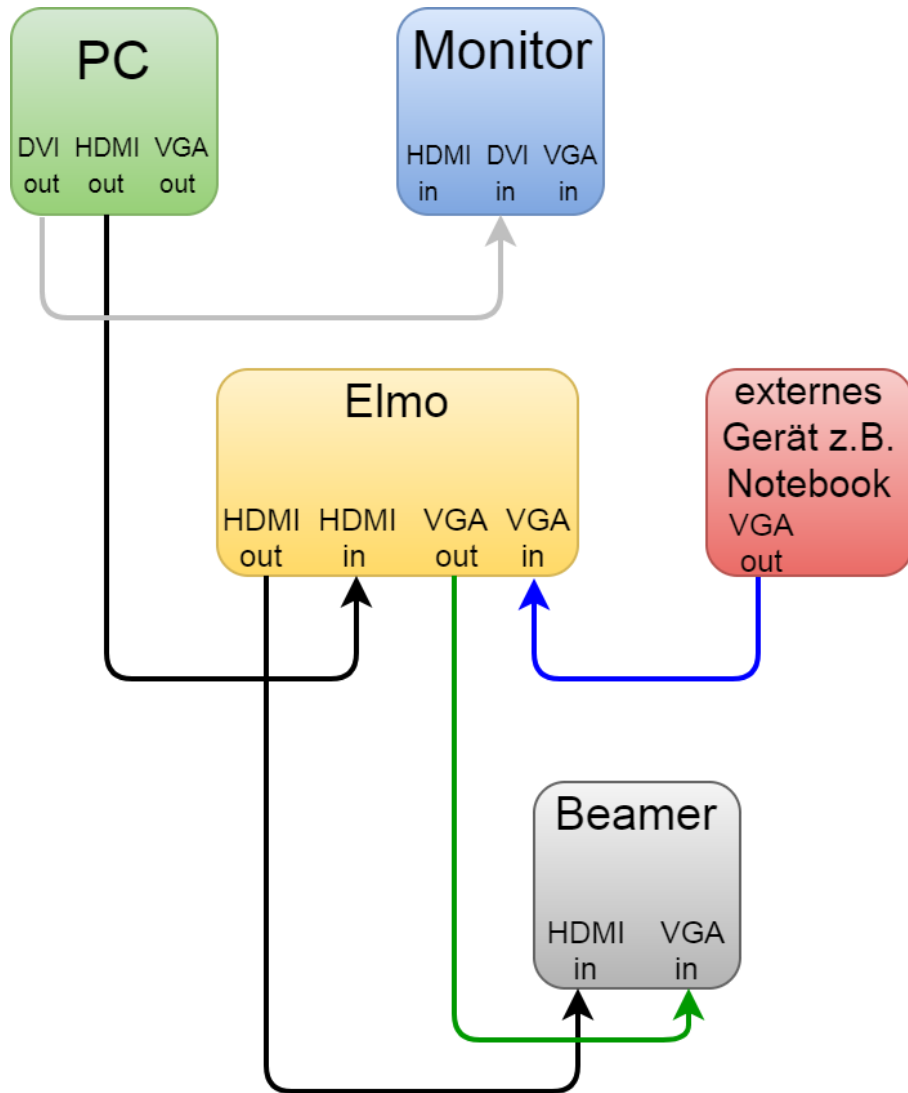 PC
DVI HDMI VGA
out out out
Monitor
HDMI DVI VGA
in in in
Elmo
HDMI HDMI VGA VGA
out in out in
externes
Gerät z.B.
Notebook
VGA
out
Beamer
HDMI VGA
in in